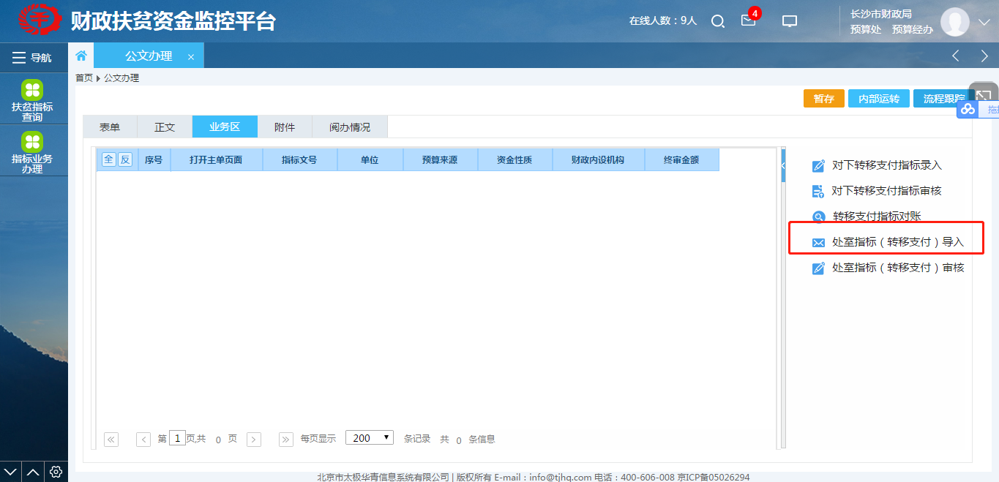 财政扶贫资金监控平台
在线人数：9人
4
长沙市财政局
预算处 预算经办
导航
公文办理 ×
首页 公文办理
扶贫指标
查询
指标业务
办理
暂存 内部运转 流程跟踪
表单 正文 业务区 附件 阅办情况
全 反 序号 打开主单页面 指标文号 单位 预算来源 资金性质 财政内设机构 终审金额
对下转移支付指标录入
对下转移支付指标审核
转移支付指标对账
处室指标（转移支付）导入
处室指标（转移支付）审核
第 1 页,共 0 页 每页显示 200 条记录 共 0 条信息
北京市太极华青信息系统有限公司 | 版权所有 E-mail：info@tjhq.com 电话：400-606-008 京ICP备05026294